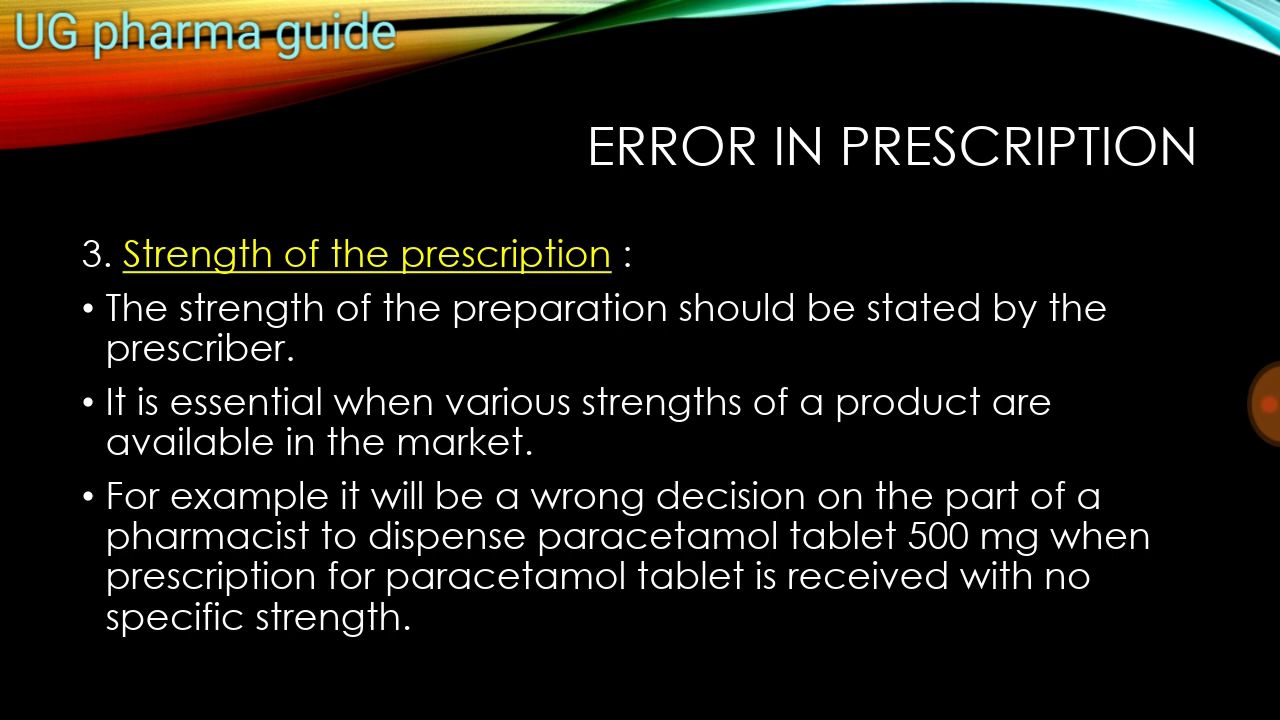 UG pharma guide
ERROR IN PRESCRIPTION
3. Strength of the prescription :
• The strength of the preparation should be stated by the
prescriber.
• It is essential when various strengths of a product are
available in the market.
• For example it will be a wrong decision on the part of a
pharmacist to dispense paracetamol tablet 500 mg when
prescription for paracetamol tablet is received with no
specific strength.